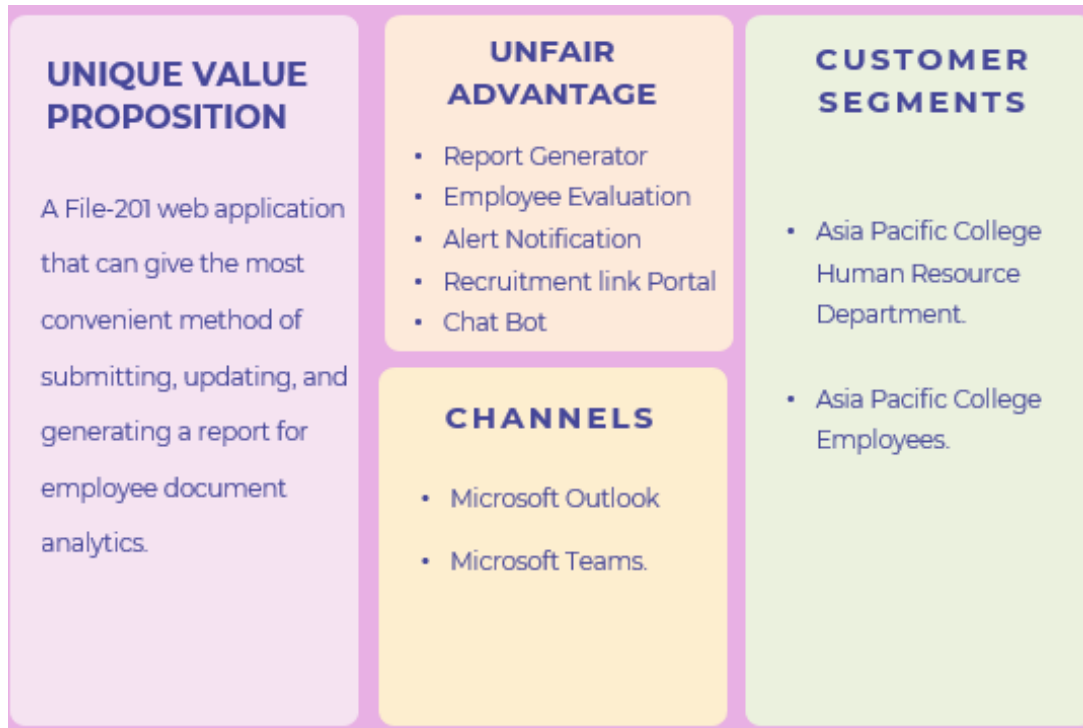 UNIQUE VALUE
PROPOSITION
A File-201 web application
that can give the most
convenient method of
submitting, updating, and
generating a report for
employee document
analytics.
UNFAIR
ADVANTAGE
• Report Generator
• Employee Evaluation
• Alert Notification
• Recruitment link Portal
• Chat Bot
CHANNELS
• Microsoft Outlook
• Microsoft Teams.
CUSTOMER
SEGMENTS
• Asia Pacific College
Human Resource
Department.
• Asia Pacific College
Employees.